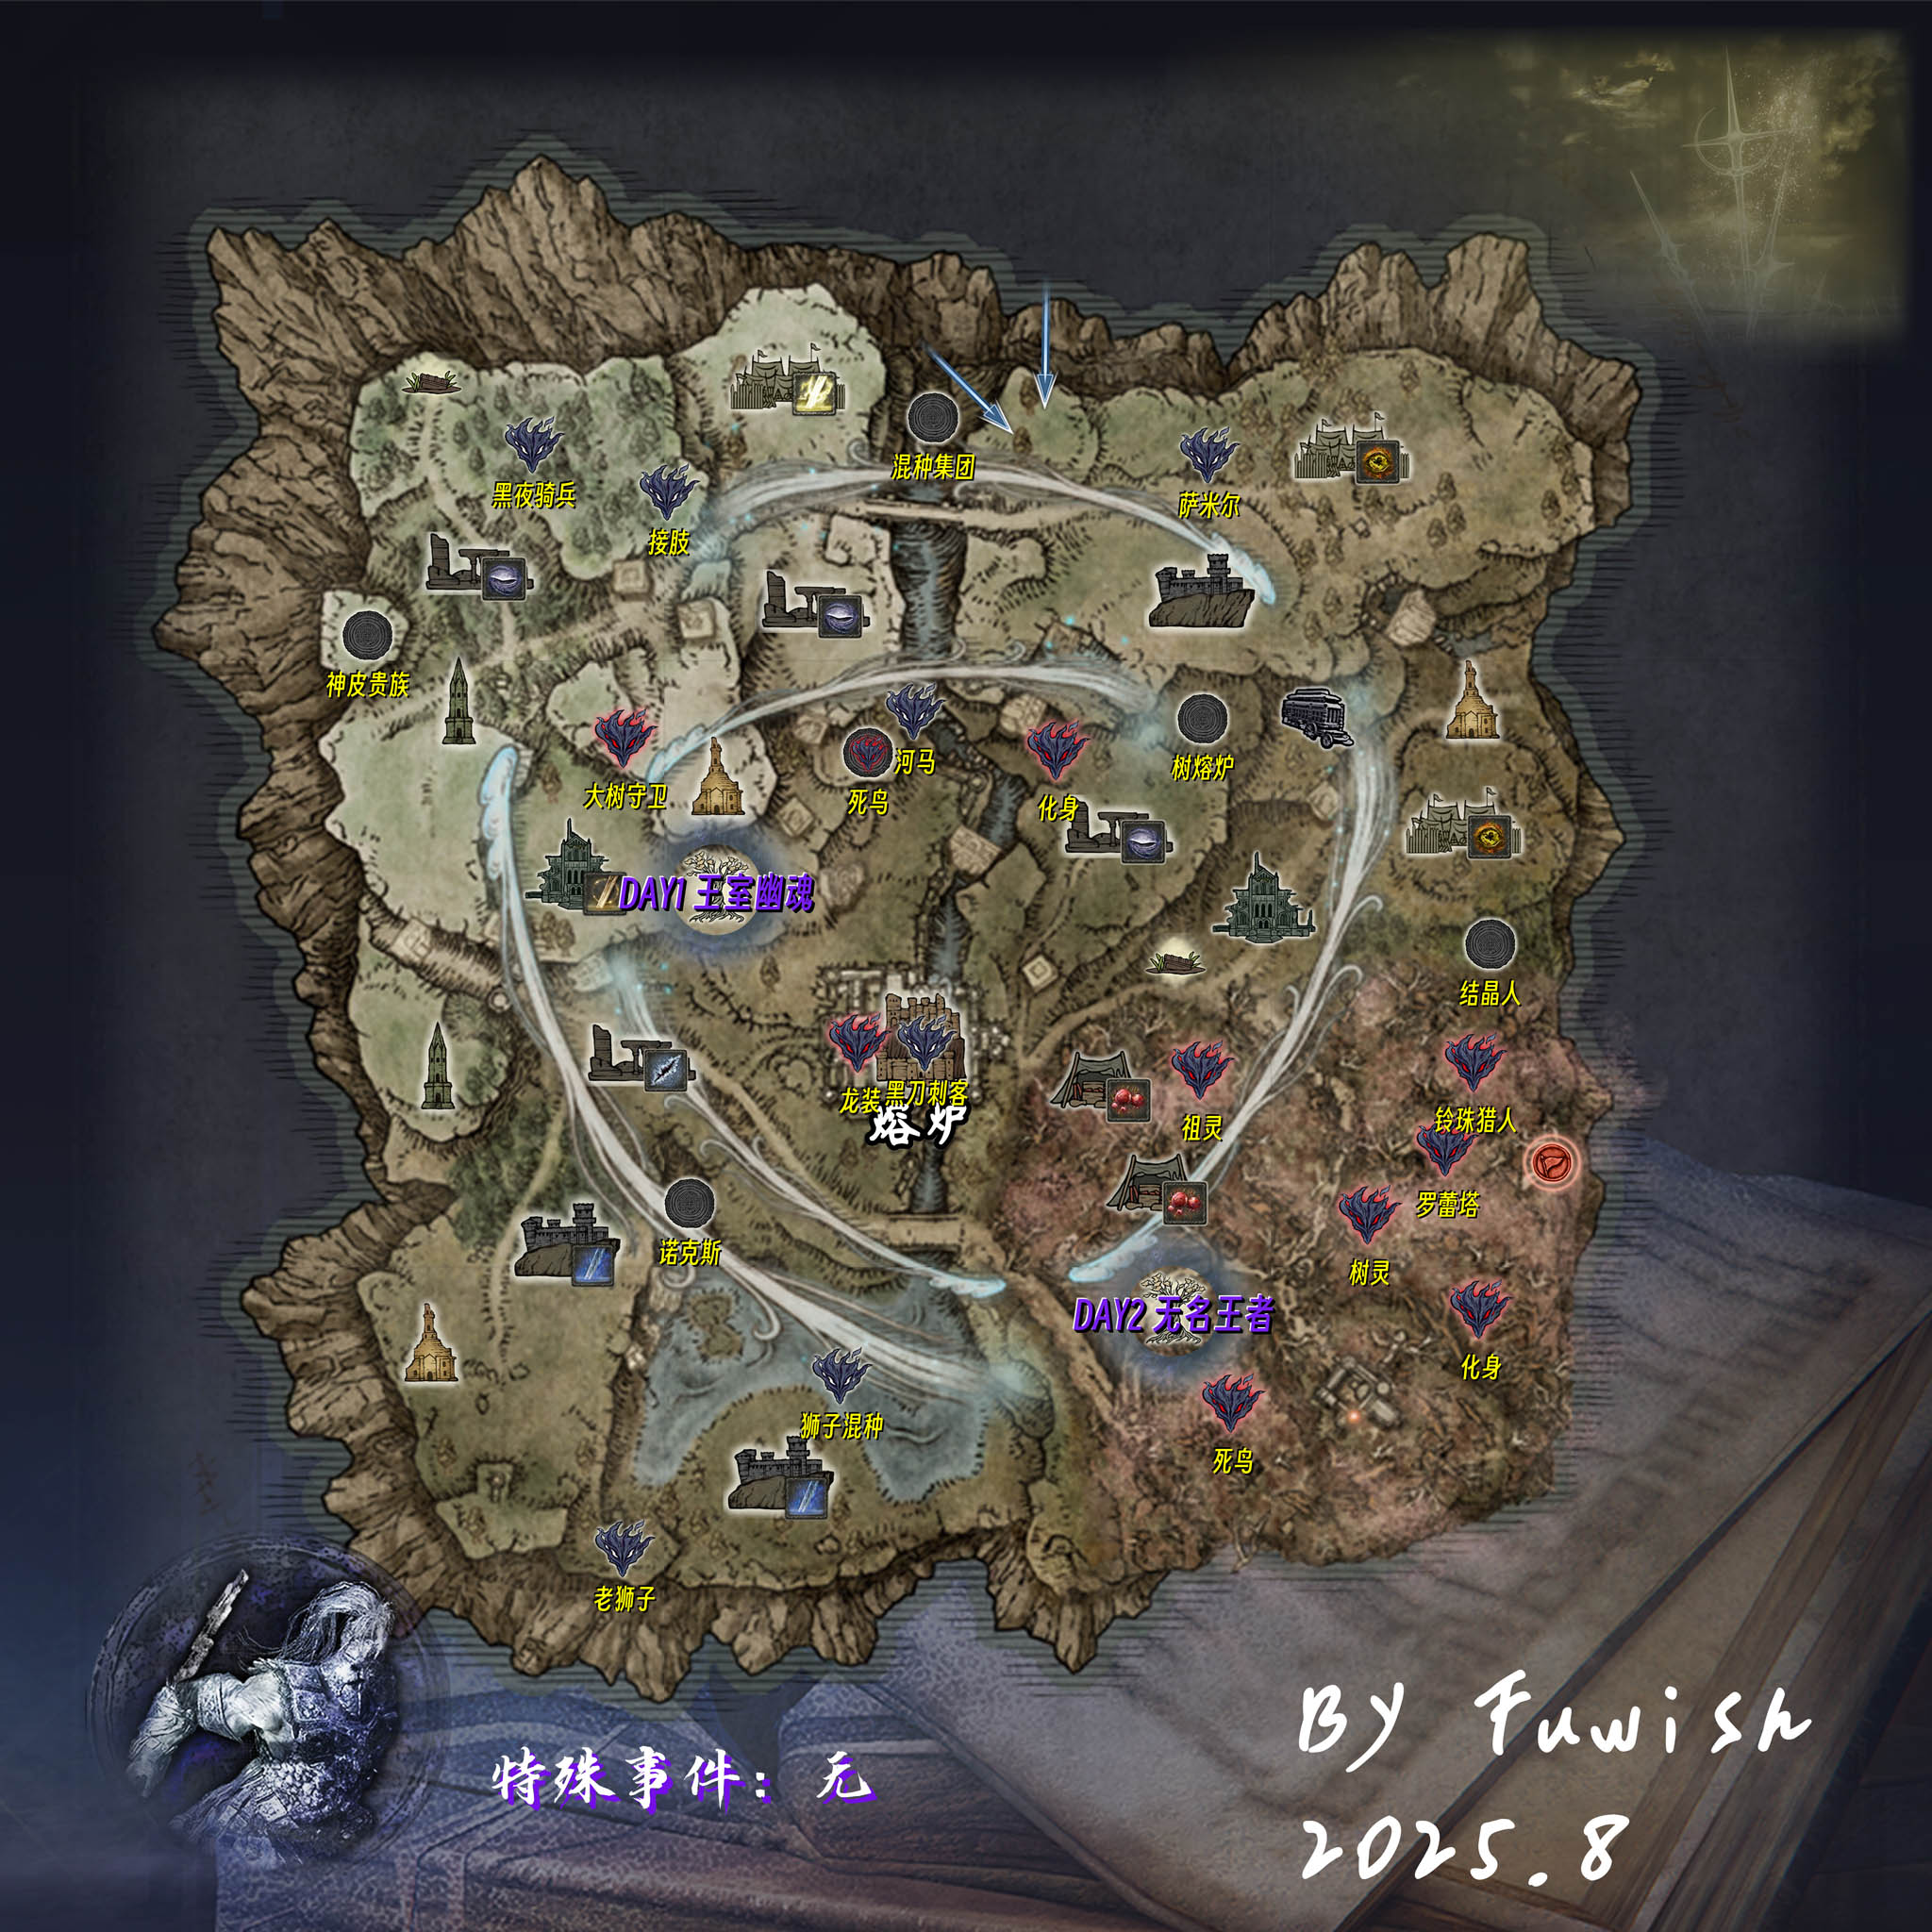 混种集团
黑夜骑兵
萨米尔
接肢
神皮贵族
河马
树熔炉
大树守卫
死鸟
化身
DAY1 王室幽魂
结晶人
龙装
黑刀刺客
熔炉
祖灵
铃珠猎人
罗蕾塔
诺克斯
树灵
DAY2 无名王者
化身
狮子混种
死鸟
老狮子
特殊事件：无
BY Fuwish
2025.8